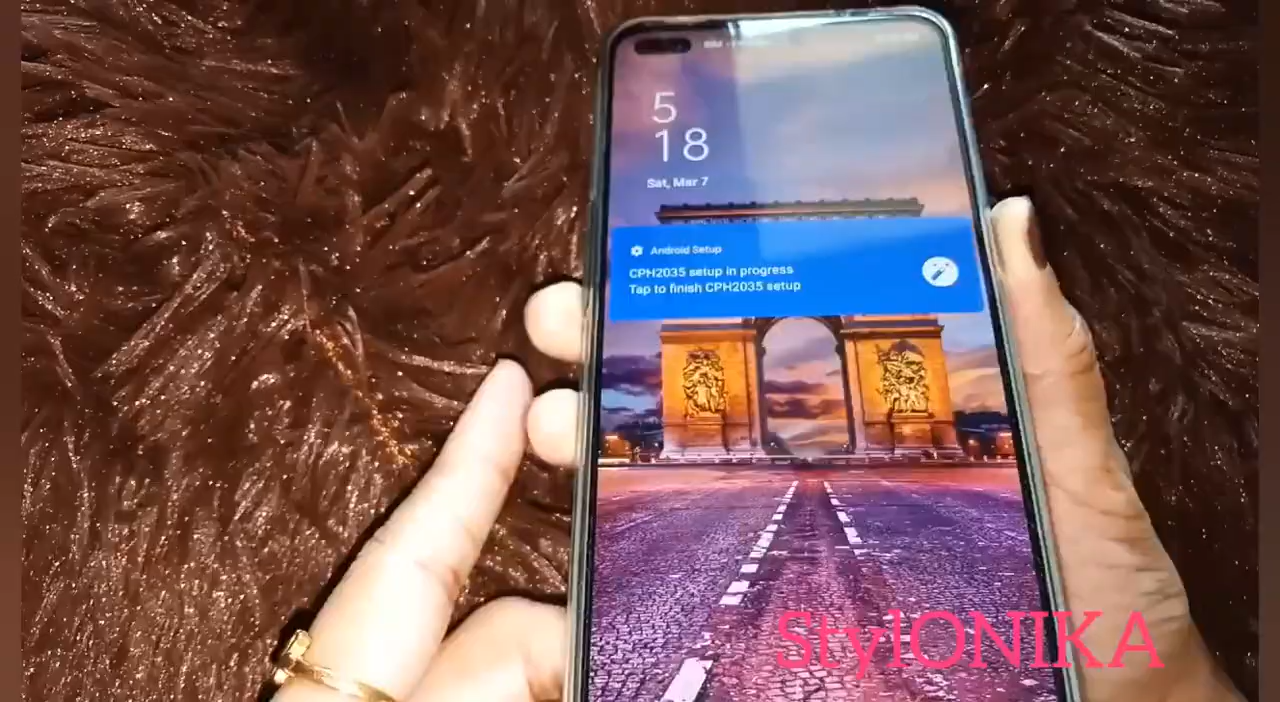 5
18
Sat, Mar 7
Android Setup
CPH2035 setup in progress
Tap to finish CPH2035 setup
StylONIKA